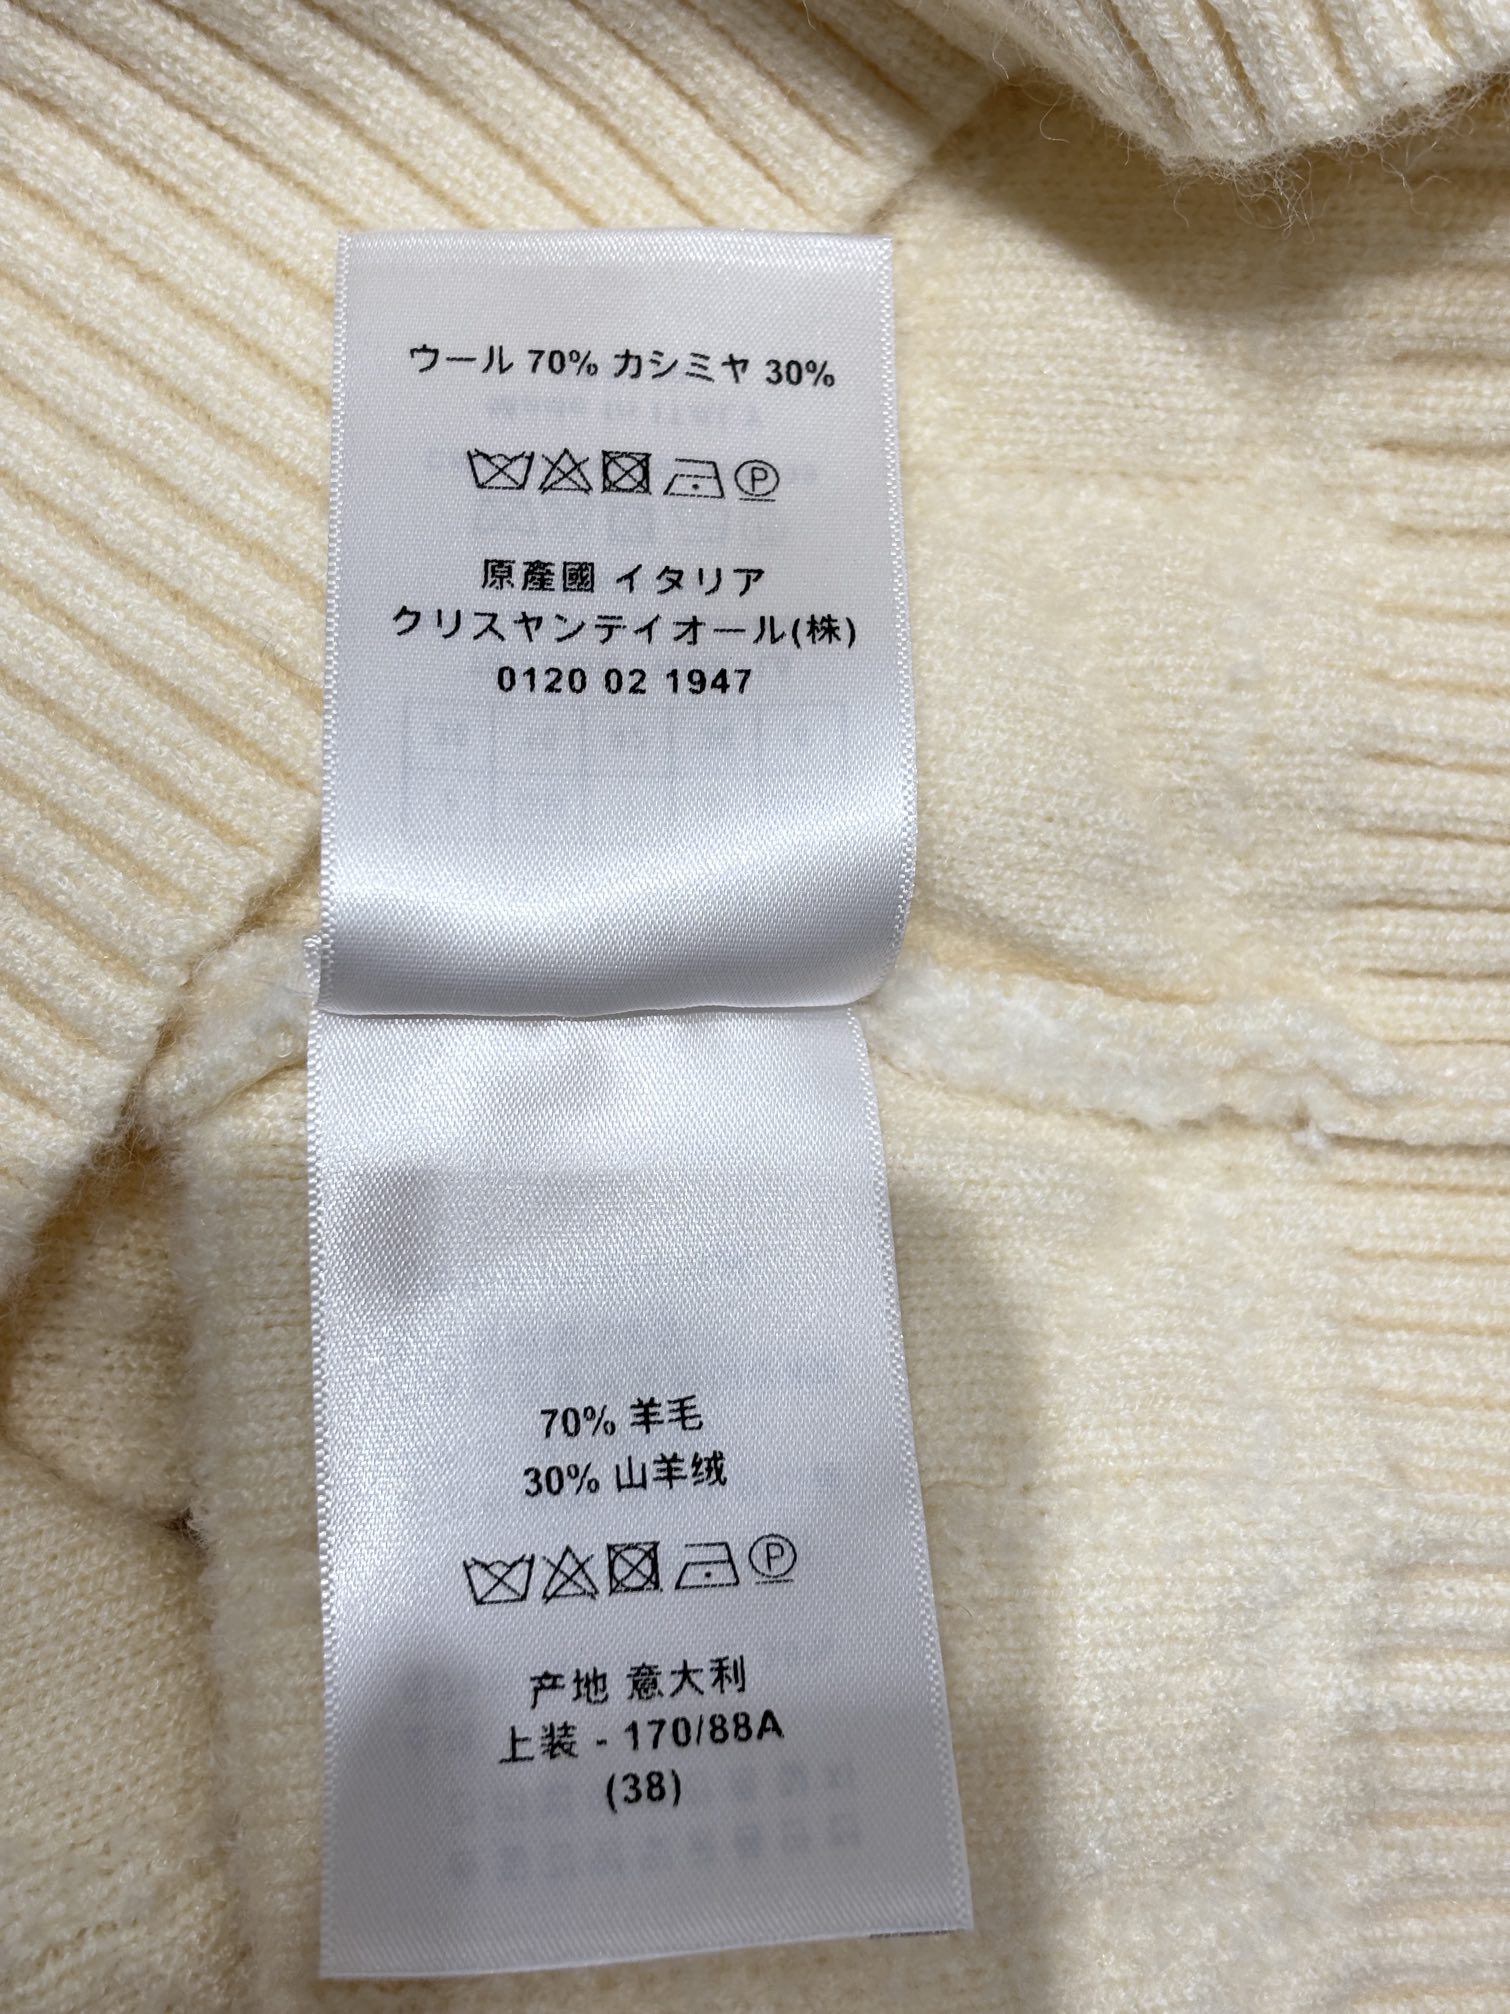 ウール 70% カシミヤ 30%
P
原產國 イタリア
クリスヤンテイオール(株)
0120 02 1947
70% 羊毛
30% 山羊绒
P
产地 意大利
上装 - 170/88A
(38)